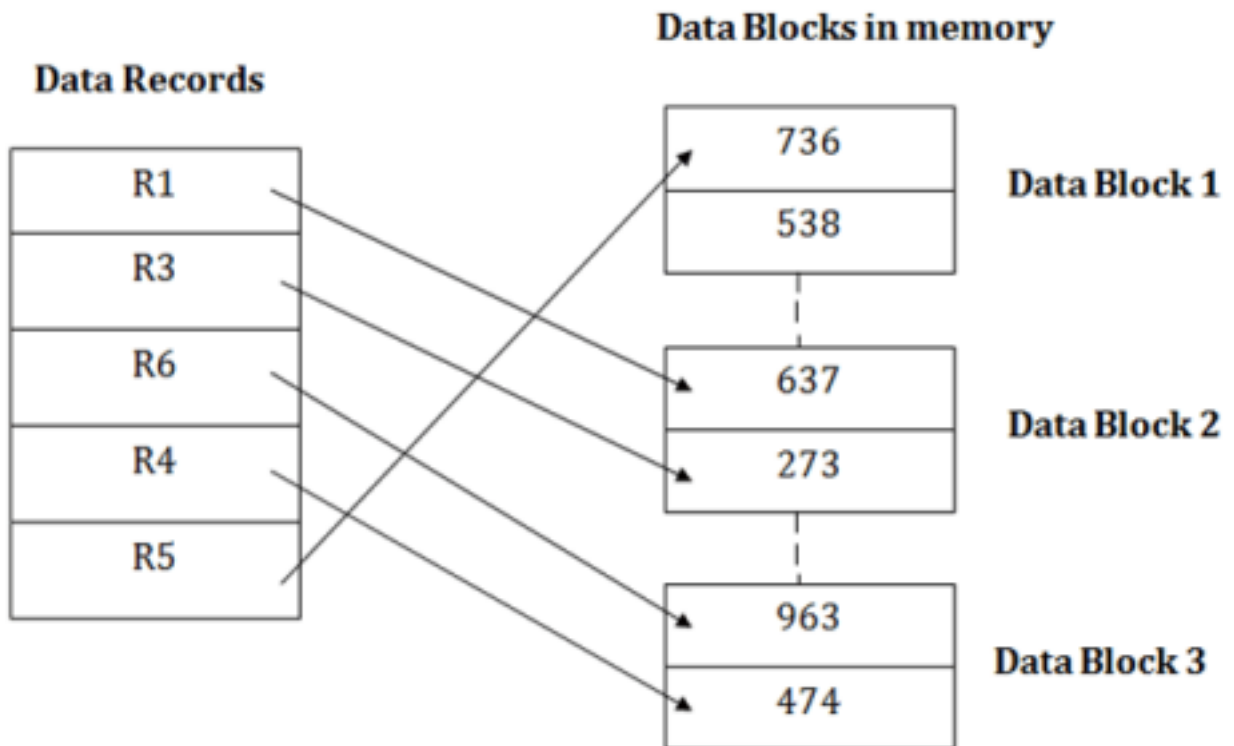 Data Blocks in memory
Data Records
R1
R3
R6
R4
R5
736
538
Data Block 1
637
273
Data Block 2
963
474
Data Block 3